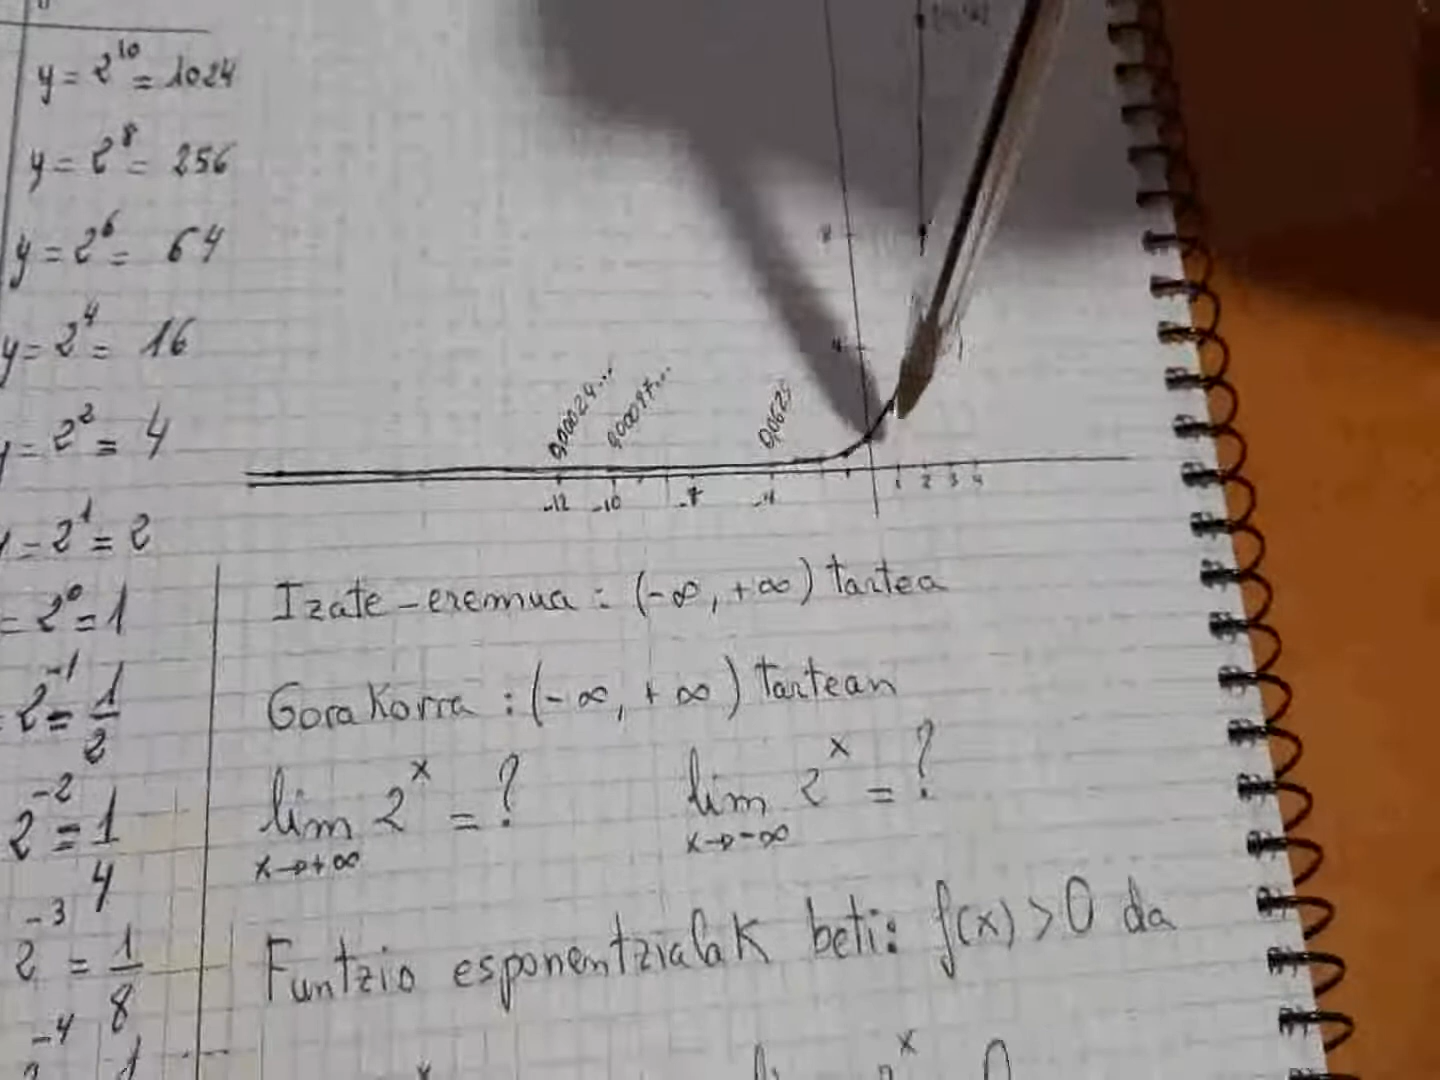 y = 2^10 = 1024
y = 2^8 = 256
y = 2^6 = 64
y = 2^4 = 16
y = 2^2 = 4
y = 2^1 = 2
= 2^0 = 1
= 2^-1 = 1/2
2^-2 = 1/4
2^-3 = 1/8
-4
4
0,00024... 0,00097... 0,0625
-12 -10 -7 -4 1 2 3 4
Izate-eremua : (-∞, +∞) tartea
Gorakorra : (-∞, +∞) tartean
lim x→+∞ 2^x = ? lim x→-∞ 2^x = ?
Funtzio esponentzialak beti: f(x) > 0 da